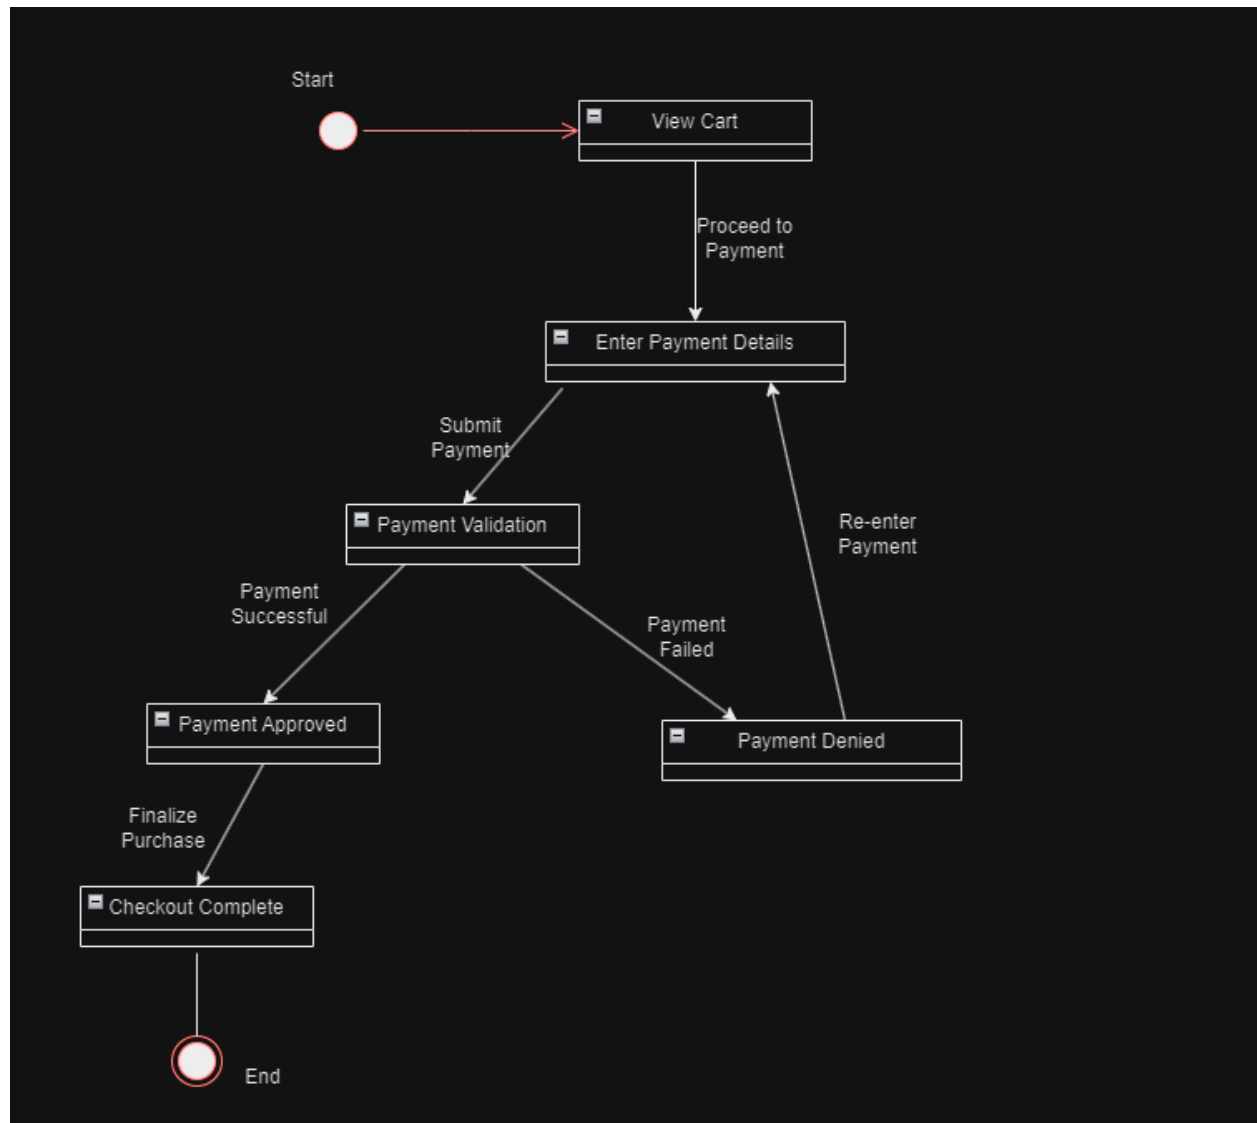 Start
View Cart
Proceed to
Payment
Enter Payment Details
Submit
Payment
Payment Validation
Re-enter
Payment
Payment
Successful
Payment
Failed
Payment Approved
Payment Denied
Finalize
Purchase
Checkout Complete
End